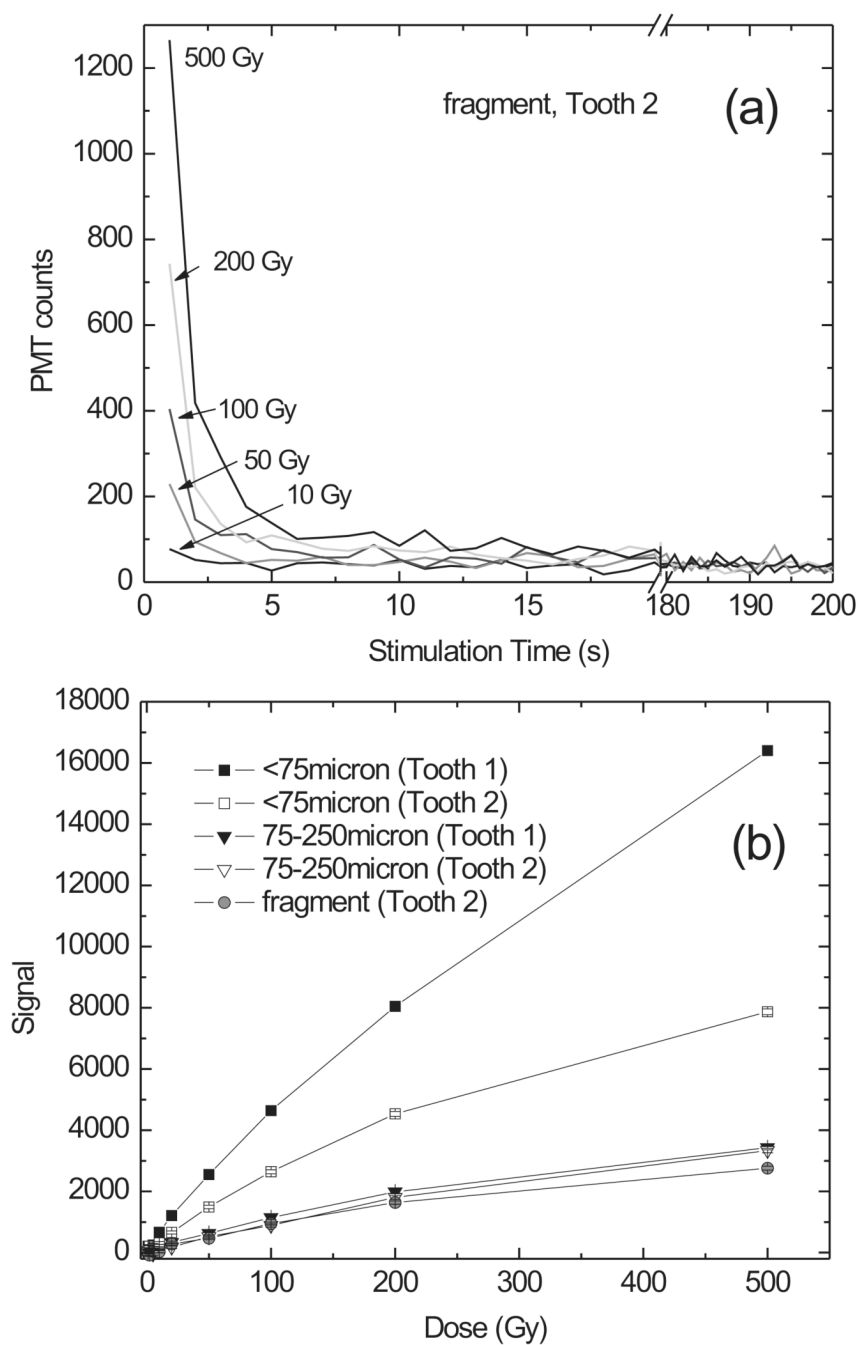 1200
1000
800
600
400
200
0
PMT counts
500 Gy
200 Gy
100 Gy
50 Gy
10 Gy
fragment, Tooth 2
(a)
0 5 10 15 180 190 200
Stimulation Time (s)
18000
16000
14000
12000
10000
8000
6000
4000
2000
0
Signal
<75micron (Tooth 1)
<75micron (Tooth 2)
75-250micron (Tooth 1)
75-250micron (Tooth 2)
fragment (Tooth 2)
(b)
0 100 200 300 400 500
Dose (Gy)